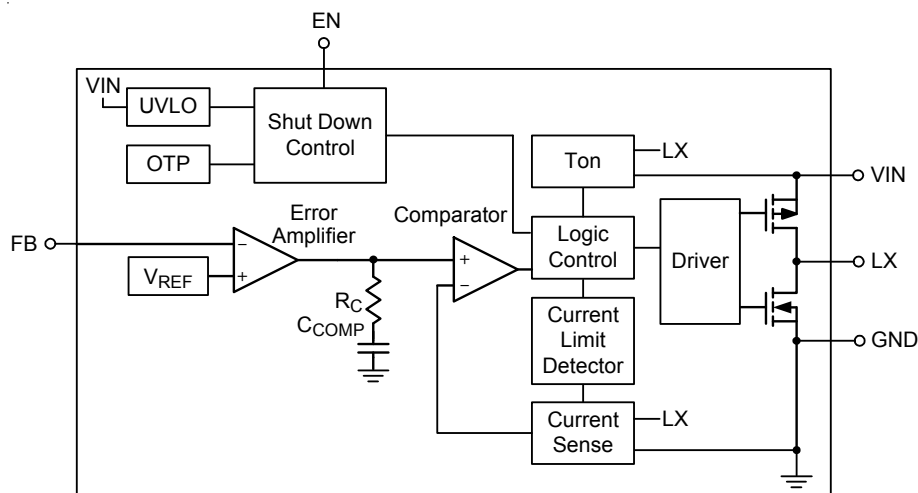 EN
VIN
UVLO
Shut Down
Control
OTP
Ton
LX
VIN
Error
Amplifier
Comparator
FB
−
+
VREF
+
−
Logic
Control
Driver
LX
RC
CCOMP
Current
Limit
Detector
GND
Current
Sense
LX